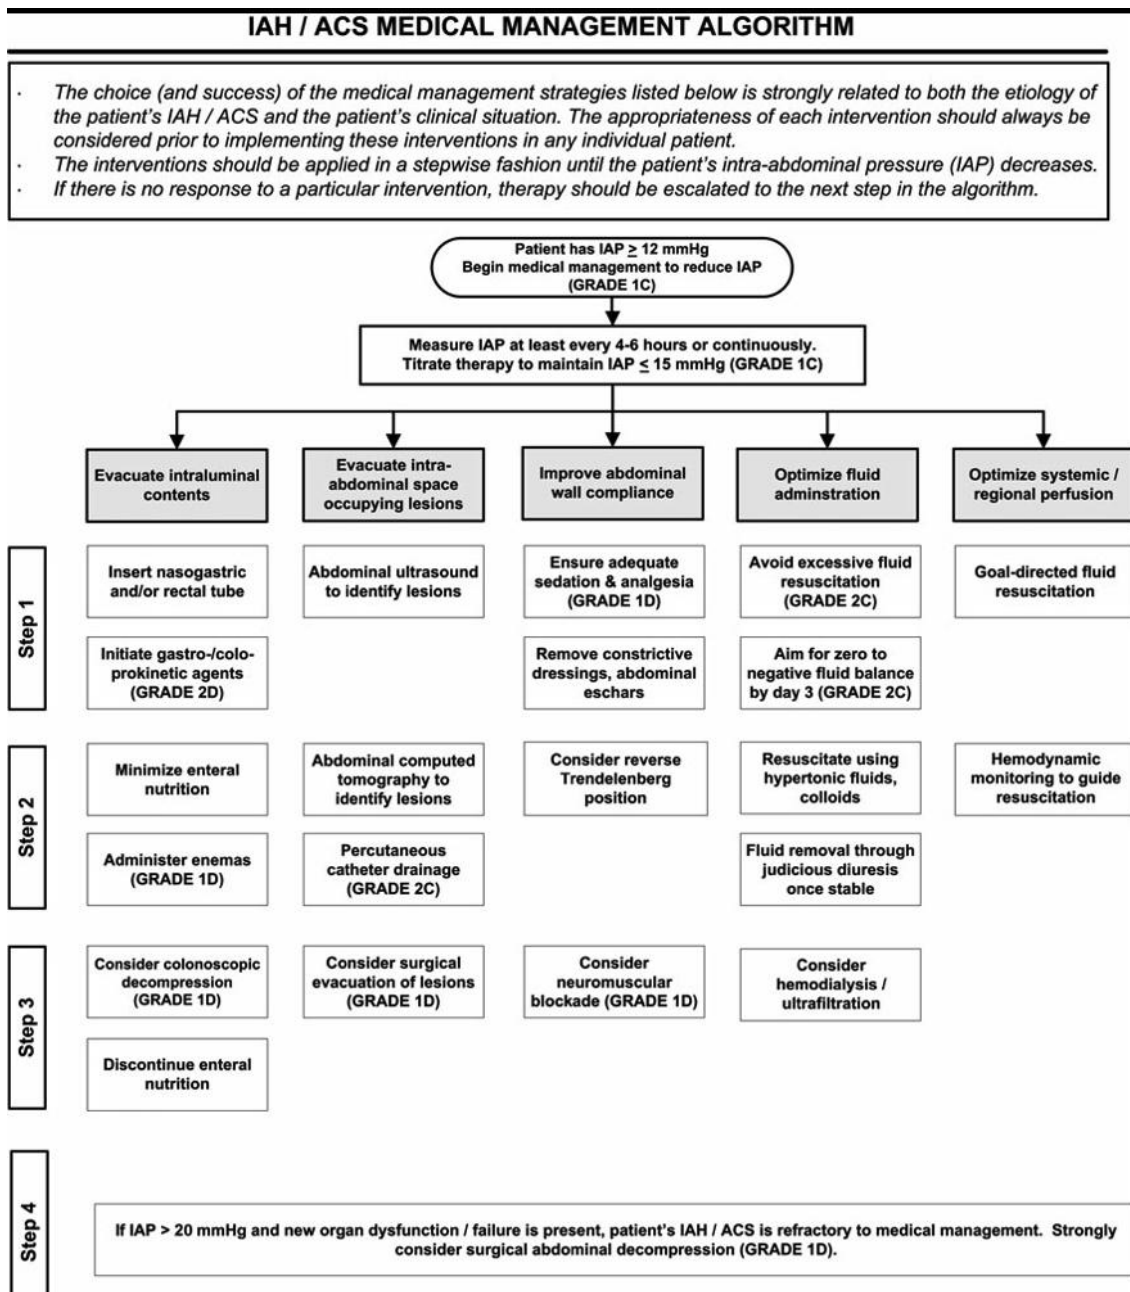 IAH / ACS MEDICAL MANAGEMENT ALGORITHM
· The choice (and success) of the medical management strategies listed below is strongly related to both the etiology of
the patient's IAH / ACS and the patient's clinical situation. The appropriateness of each intervention should always be
considered prior to implementing these interventions in any individual patient.
· The interventions should be applied in a stepwise fashion until the patient's intra-abdominal pressure (IAP) decreases.
· If there is no response to a particular intervention, therapy should be escalated to the next step in the algorithm.
Patient has IAP ≥ 12 mmHg
Begin medical management to reduce IAP
(GRADE 1C)
Measure IAP at least every 4-6 hours or continuously.
Titrate therapy to maintain IAP ≤ 15 mmHg (GRADE 1C)
Evacuate intraluminal
contents
Evacuate intra-
abdominal space
occupying lesions
Improve abdominal
wall compliance
Optimize fluid
adminstration
Optimize systemic /
regional perfusion
Step 1
Insert nasogastric
and/or rectal tube
Abdominal ultrasound
to identify lesions
Ensure adequate
sedation & analgesia
(GRADE 1D)
Avoid excessive fluid
resuscitation
(GRADE 2C)
Goal-directed fluid
resuscitation
Initiate gastro-/colo-
prokinetic agents
(GRADE 2D)
Remove constrictive
dressings, abdominal
eschars
Aim for zero to
negative fluid balance
by day 3 (GRADE 2C)
Step 2
Minimize enteral
nutrition
Abdominal computed
tomography to
identify lesions
Consider reverse
Trendelenberg
position
Resuscitate using
hypertonic fluids,
colloids
Hemodynamic
monitoring to guide
resuscitation
Administer enemas
(GRADE 1D)
Percutaneous
catheter drainage
(GRADE 2C)
Fluid removal through
judicious diuresis
once stable
Step 3
Consider colonoscopic
decompression
(GRADE 1D)
Consider surgical
evacuation of lesions
(GRADE 1D)
Consider
neuromuscular
blockade (GRADE 1D)
Consider
hemodialysis /
ultrafiltration
Discontinue enteral
nutrition
Step 4
If IAP > 20 mmHg and new organ dysfunction / failure is present, patient's IAH / ACS is refractory to medical management. Strongly
consider surgical abdominal decompression (GRADE 1D).